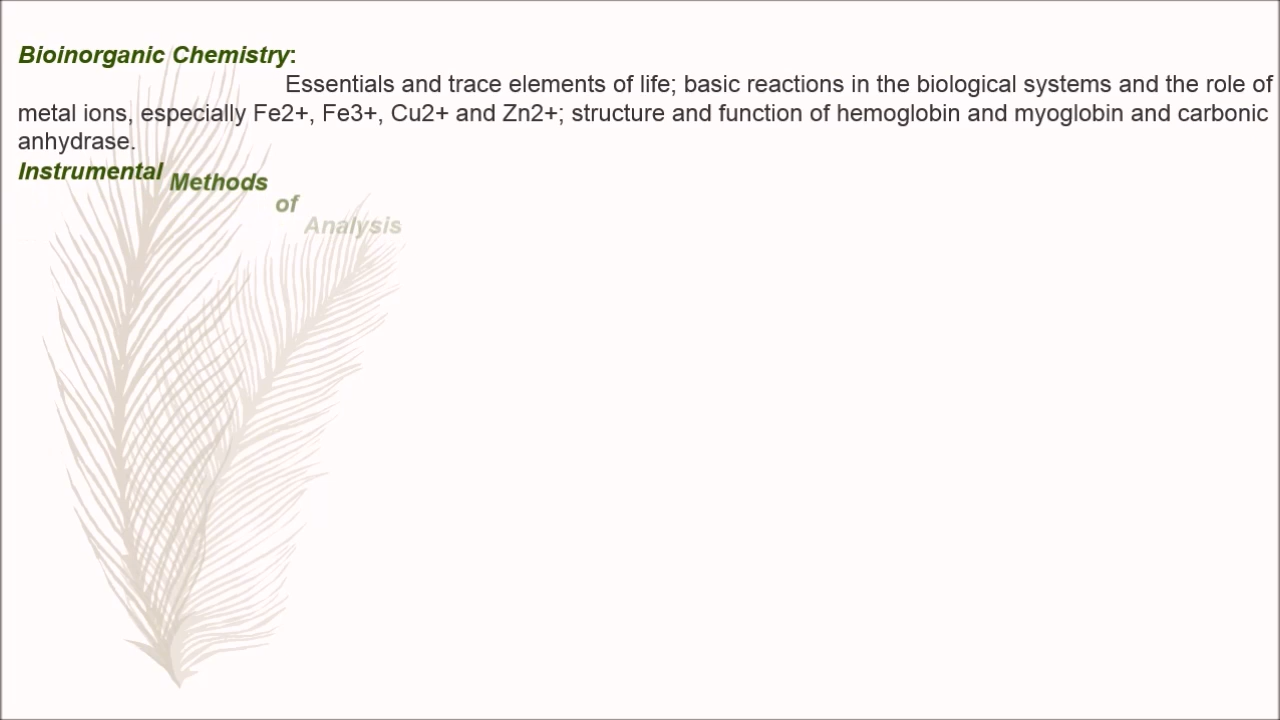 Bioinorganic Chemistry:
Essentials and trace elements of life; basic reactions in the biological systems and the role of
metal ions, especially Fe2+, Fe3+, Cu2+ and Zn2+; structure and function of hemoglobin and myoglobin and carbonic
anhydrase.
Instrumental Methods of Analysis